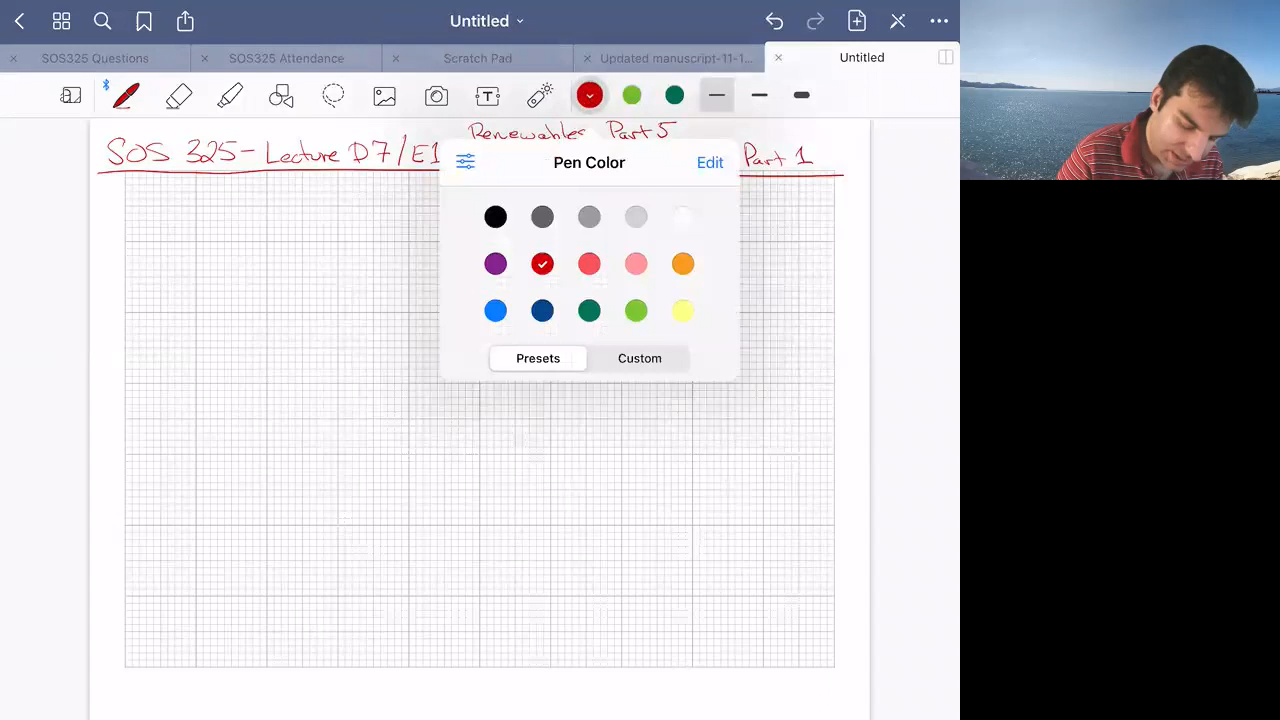 Untitled
SOS325 Questions
SOS325 Attendance
Scratch Pad
Updated manuscript-11-1...
Untitled
T
Renewables Part 5
SOS 325- Lecture D7/E1
Part 1
Pen Color
Edit
Presets
Custom